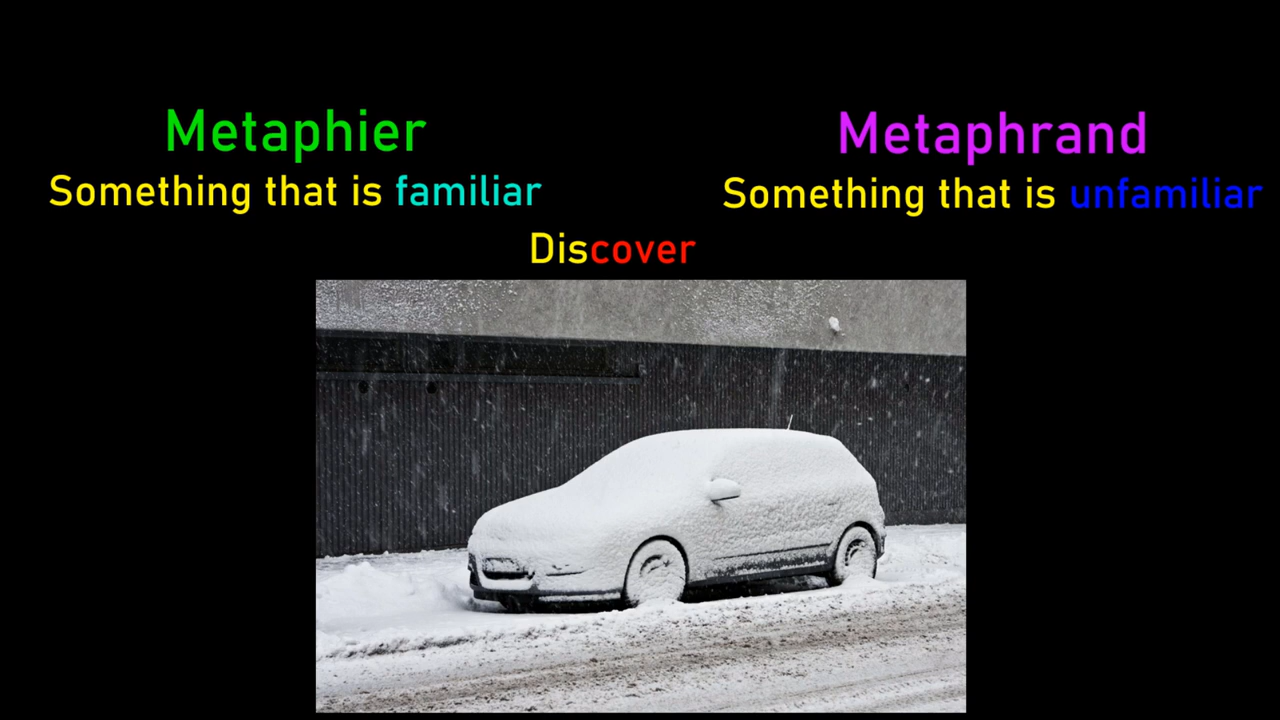 Metaphier
Something that is familiar
Metaphrand
Something that is unfamiliar
Discover